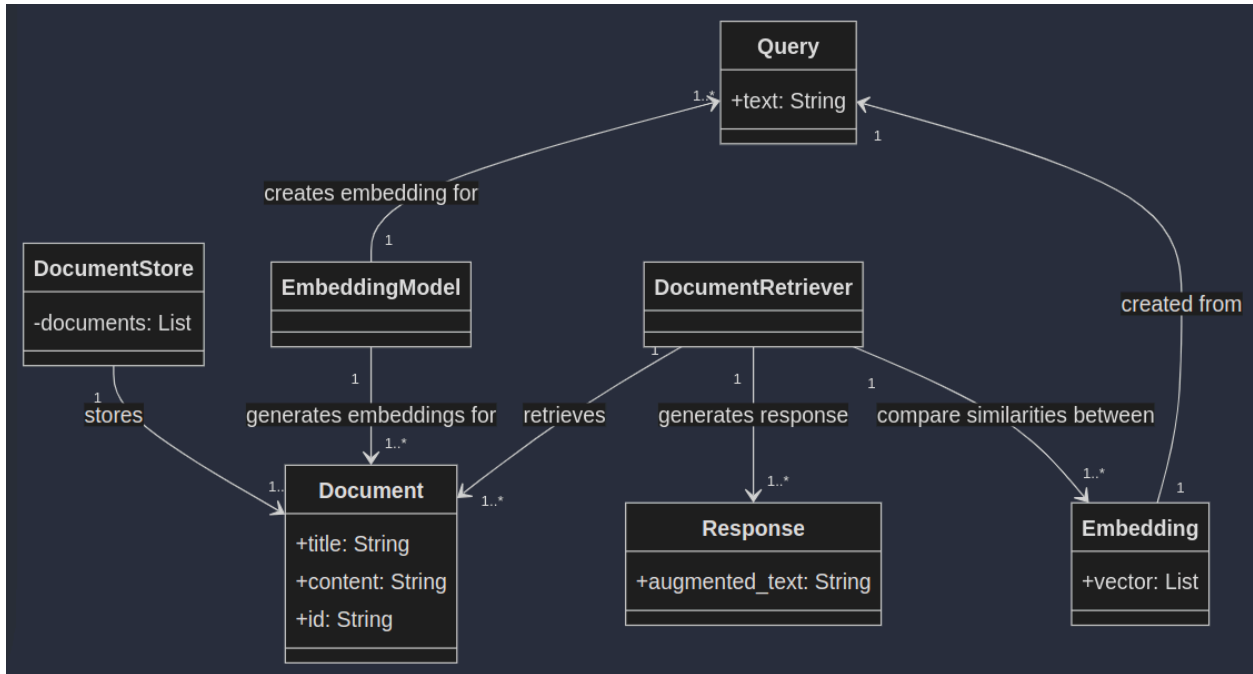 Query
+text: String
1..*
1
creates embedding for
1
DocumentStore
-documents: List
EmbeddingModel
DocumentRetriever
created from
1
stores
1
generates embeddings for
1
retrieves
1
generates response
1
compare similarities between
1..
1..*
1..*
1..*
1..*
1
Document
+title: String
+content: String
+id: String
Response
+augmented_text: String
Embedding
+vector: List